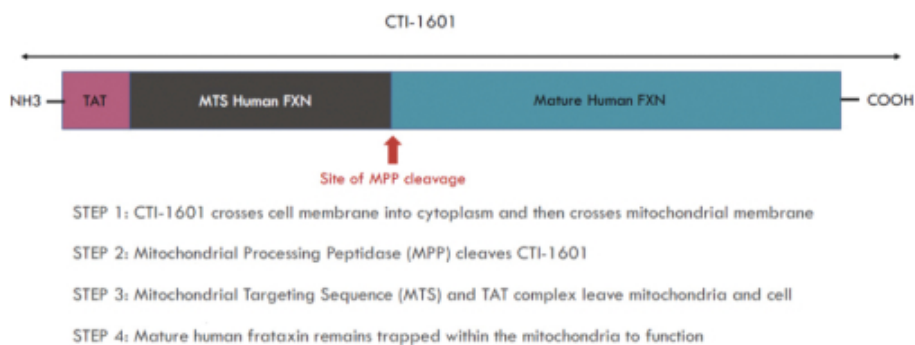 CTI-1601
NH3 TAT MTS Human FXN Mature Human FXN COOH
Site of MPP cleavage
STEP 1: CTI-1601 crosses cell membrane into cytoplasm and then crosses mitochondrial membrane
STEP 2: Mitochondrial Processing Peptidase (MPP) cleaves CTI-1601
STEP 3: Mitochondrial Targeting Sequence (MTS) and TAT complex leave mitochondria and cell
STEP 4: Mature human frataxin remains trapped within the mitochondria to function